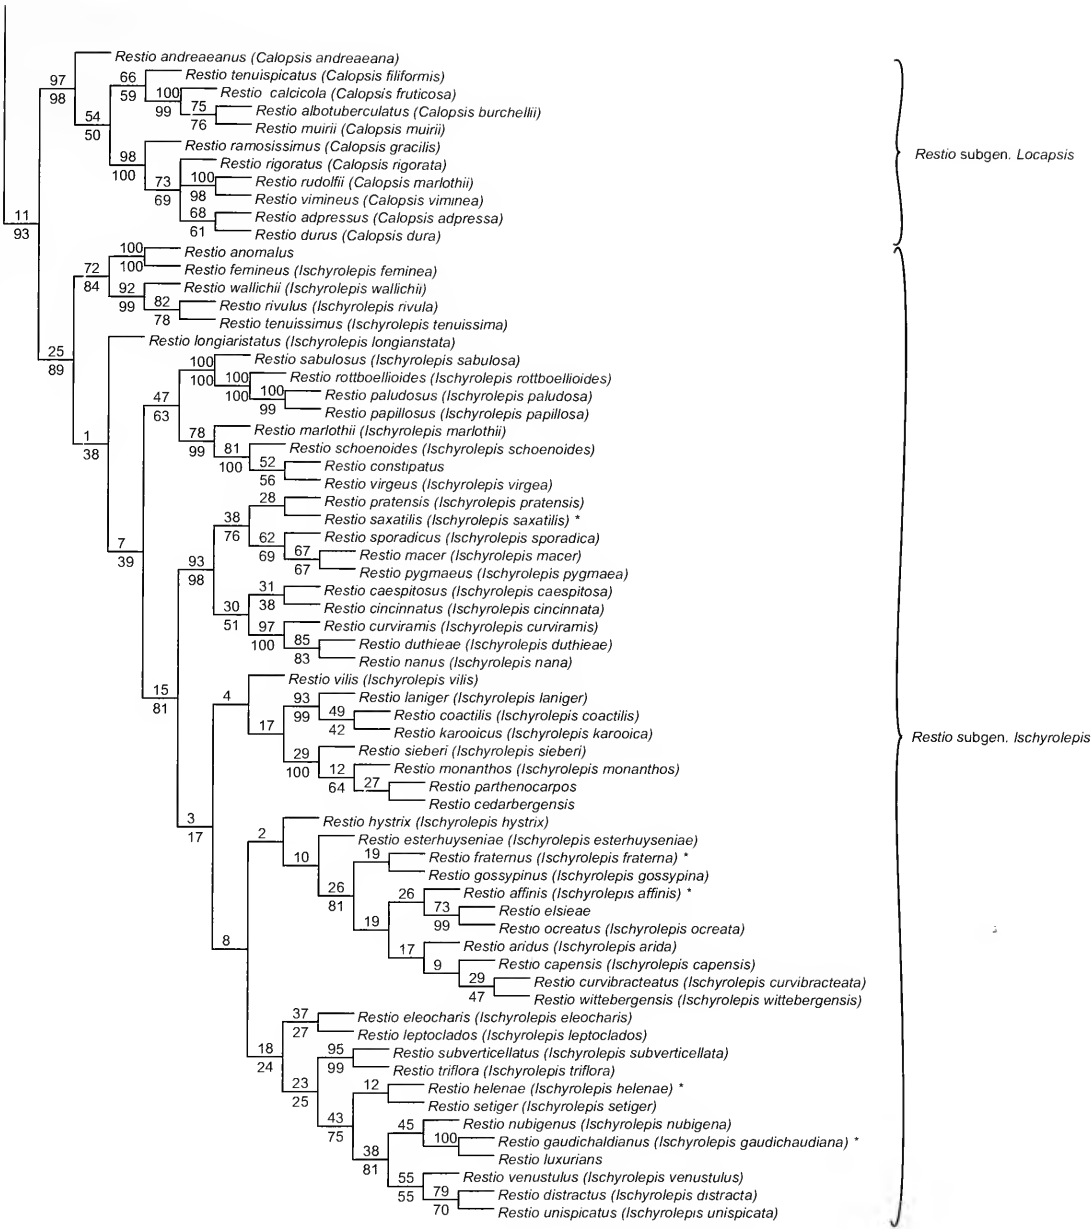 Restio andreaeanus (Calopsis andreaeana)
97
66
Restio tenuispicatus (Calopsis filiformis)
98
59
100
Restio calcicola (Calopsis fruticosa)
54
99
75
Restio albotuberculatus (Calopsis burchellii)
50
76
Restio muirii (Calopsis muirii)
98
Restio ramosissimus (Calopsis gracilis)
Restio subgen. Locapsis
100
Restio rigoratus (Calopsis rigorata)
73
100
Restio rudolfii (Calopsis marlothii)
69
98
Restio vimineus (Calopsis viminea)
11
68
Restio adpressus (Calopsis adpressa)
93
61
Restio durus (Calopsis dura)
100
Restio anomalus
72
100
Restio femineus (Ischyrolepis feminea)
84
92
Restio wallichii (Ischyrolepis wallichii)
99
82
Restio rivulus (Ischyrolepis rivula)
78
Restio tenuissimus (Ischyrolepis tenuissima)
25
Restio longiaristatus (Ischyrolepis longianstata)
89
100
Restio sabulosus (Ischyrolepis sabulosa)
100
100
Restio rottboellioides (Ischyrolepis rottboellioides)
47
100
100
Restio paludosus (Ischyrolepis paludosa)
63
99
Restio papillosus (Ischyrolepis papillosa)
1
78
Restio marlothii (Ischyrolepis marlothii)
38
99
81
Restio schoenoides (Ischyrolepis schoenoides)
100
52
Restio constipatus
56
Restio virgeus (Ischyrolepis virgea)
28
Restio pratensis (Ischyrolepis pratensis)
38
Restio saxatilis (Ischyrolepis saxatilis) *
76
62
Restio sporadicus (Ischyrolepis sporadica)
7
69
67
Restio macer (Ischyrolepis macer)
39
93
67
Restio pygmaeus (Ischyrolepis pygmaea)
98
31
Restio caespitosus (Ischyrolepis caespitosa)
30
38
Restio cincinnatus (Ischyrolepis cincinnata)
51
97
Restio curviramis (Ischyrolepis curviramis)
100
85
Restio duthieae (Ischyrolepis duthieae)
83
Restio nanus (Ischyrolepis nana)
15
4
Restio vilis (Ischyrolepis vilis)
81
93
Restio laniger (Ischyrolepis laniger)
17
99
49
Restio coactilis (Ischyrolepis coactilis)
42
Restio karooicus (Ischyrolepis karooica)
Restio subgen. Ischyrolepis
29
Restio sieberi (Ischyrolepis sieberi)
100
12
Restio monanthos (Ischyrolepis monanthos)
64
27
Restio parthenocarpos
Restio cedarbergensis
3
Restio hystrix (Ischyrolepis hystrix)
17
2
Restio esterhuyseniae (Ischyrolepis esterhuyseniae)
10
19
Restio fraternus (Ischyrolepis fraterna) *
Restio gossypinus (Ischyrolepis gossypina)
26
26
Restio affinis (Ischyrolepis affinis) *
81
73
Restio elsieae
19
99
Restio ocreatus (Ischyrolepis ocreata)
8
17
Restio aridus (Ischyrolepis arida)
9
Restio capensis (Ischyrolepis capensis)
29
Restio curvibracteatus (Ischyrolepis curvibracteata)
47
Restio wittebergensis (Ischyrolepis wittebergensis)
37
Restio eleocharis (Ischyrolepis eleocharis)
27
Restio leptoclados (Ischyrolepis leptoclados)
18
95
Restio subverticellatus (Ischyrolepis subverticellata)
24
99
Restio triflora (Ischyrolepis triflora)
23
12
Restio helenae (Ischyrolepis helenae) *
25
Restio setiger (Ischyrolepis setiger)
43
45
Restio nubigenus (Ischyrolepis nubigena)
75
100
Restio gaudichaldianus (Ischyrolepis gaudichaudiana) *
38
Restio luxurians
81
55
Restio venustulus (Ischyrolepis venustulus)
55
79
Restio distractus (Ischyrolepis distracta)
70
Restio unispicatus (Ischyrolepis unispicata)